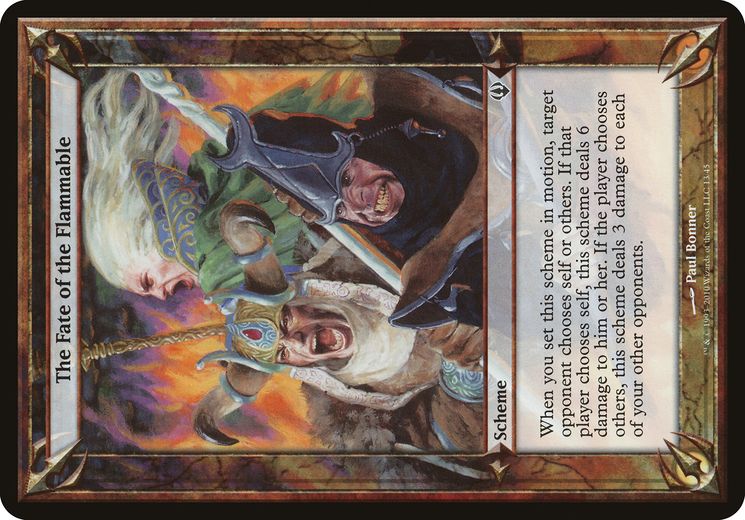 The Fate of the Flammable
Scheme
When you set this scheme in motion, target
opponent chooses self or others. If that
player chooses self, this scheme deals 6
damage to him or her. If the player chooses
others, this scheme deals 3 damage to each
of your other opponents.
Paul Bonner
™ & © 1993–2010 Wizards of the Coast LLC 13/45